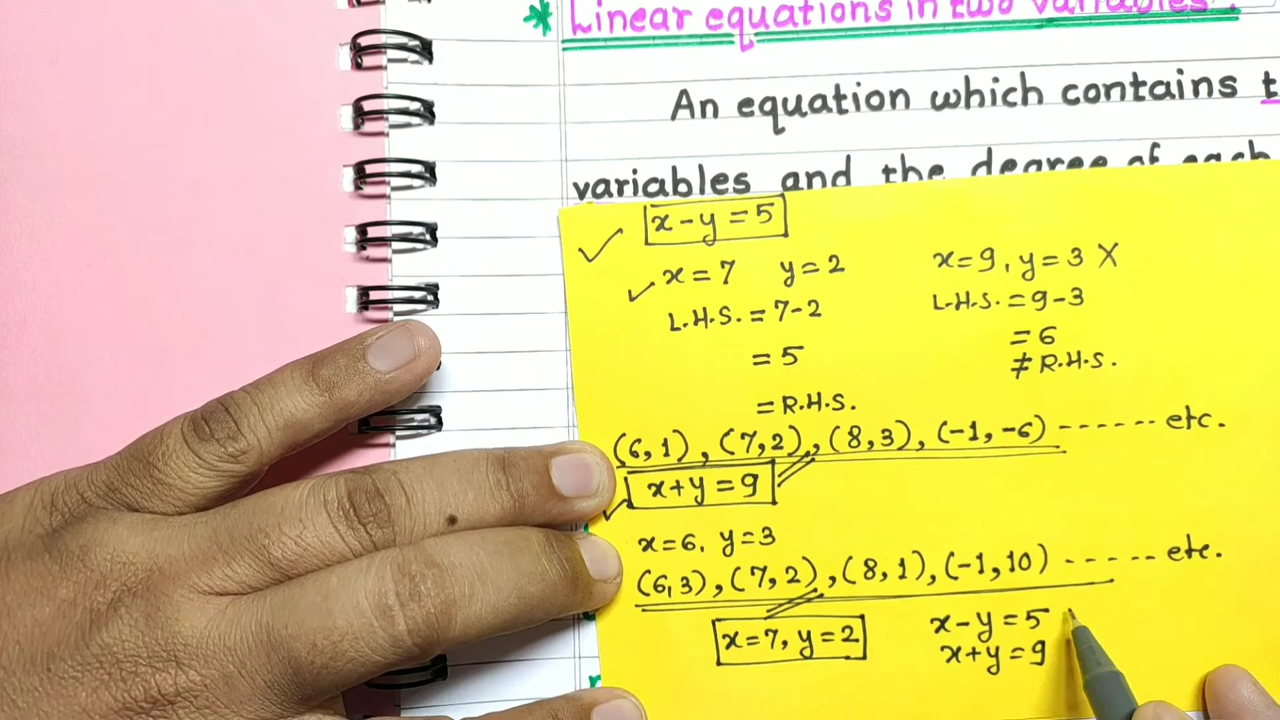 * Linear equations in two variables.
An equation which contains t
variables and the degree of each
x-y=5
x=7 y=2
L.H.S. = 7-2
= 5
= R.H.S.
x=9, y=3 X
L.H.S. = 9-3
= 6
≠ R.H.S.
(6,1), (7,2), (8,3), (-1,-6) ------ etc.
x+y=9
x=6, y=3
(6,3), (7,2), (8,1), (-1,10) ------ etc.
x=7, y=2
x-y=5
x+y=9